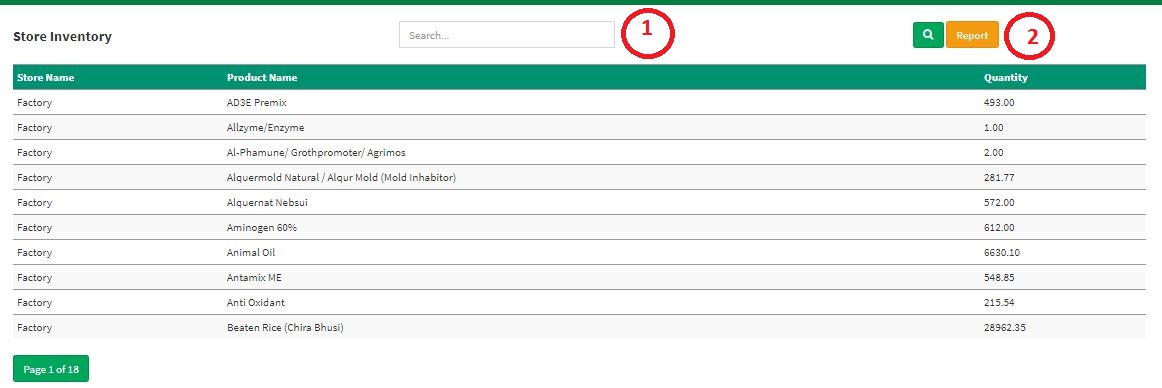 Store Inventory Search... 1 Report 2
Store Name Product Name Quantity
Factory AD3E Premix 493.00
Factory Allzyme/Enzyme 1.00
Factory Al-Phamune/ Grothpromoter/ Agrimos 2.00
Factory Alquermold Natural / Alqur Mold (Mold Inhabitor) 281.77
Factory Alquernat Nebsui 572.00
Factory Aminogen 60% 612.00
Factory Animal Oil 6630.10
Factory Antamix ME 548.85
Factory Anti Oxidant 215.54
Factory Beaten Rice (Chira Bhusi) 28962.35
Page 1 of 18